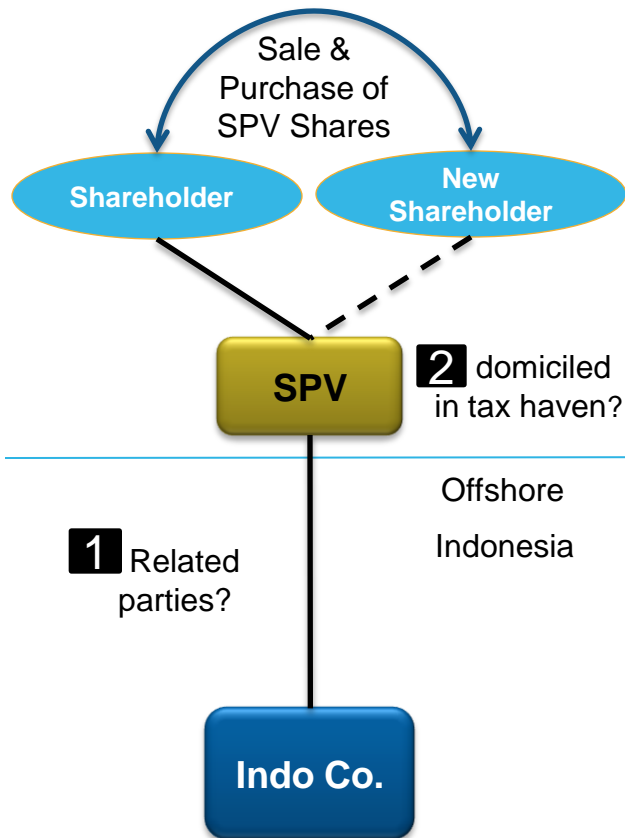 Sale &
Purchase of
SPV Shares
Shareholder
New
Shareholder
SPV
2 domiciled
in tax haven?
Offshore
Indonesia
1 Related
parties?
Indo Co.